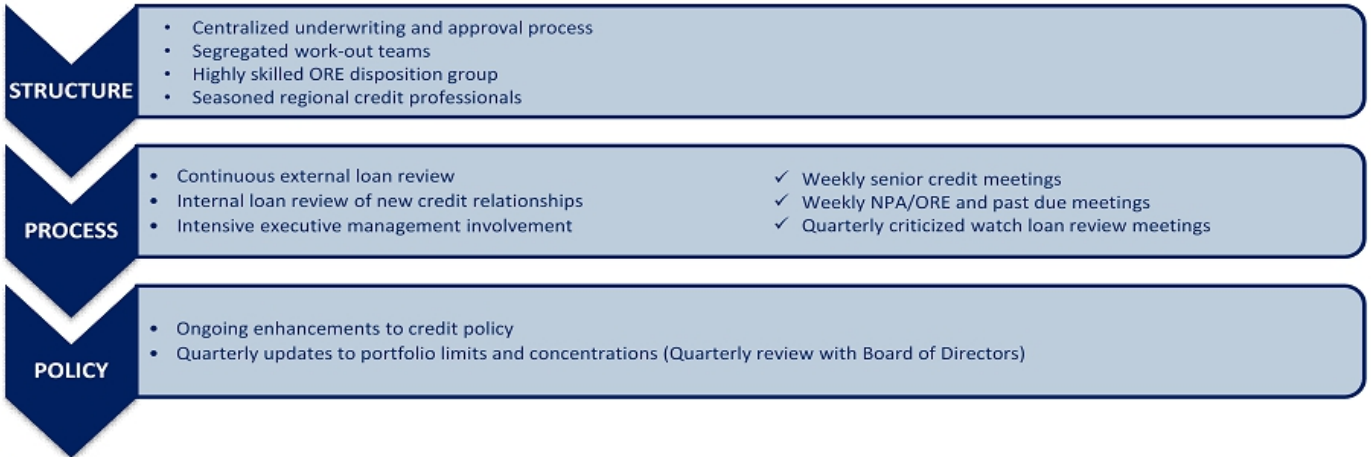 STRUCTURE
• Centralized underwriting and approval process
• Segregated work-out teams
• Highly skilled ORE disposition group
• Seasoned regional credit professionals
PROCESS
• Continuous external loan review
• Internal loan review of new credit relationships
• Intensive executive management involvement
✓ Weekly senior credit meetings
✓ Weekly NPA/ORE and past due meetings
✓ Quarterly criticized watch loan review meetings
POLICY
• Ongoing enhancements to credit policy
• Quarterly updates to portfolio limits and concentrations (Quarterly review with Board of Directors)